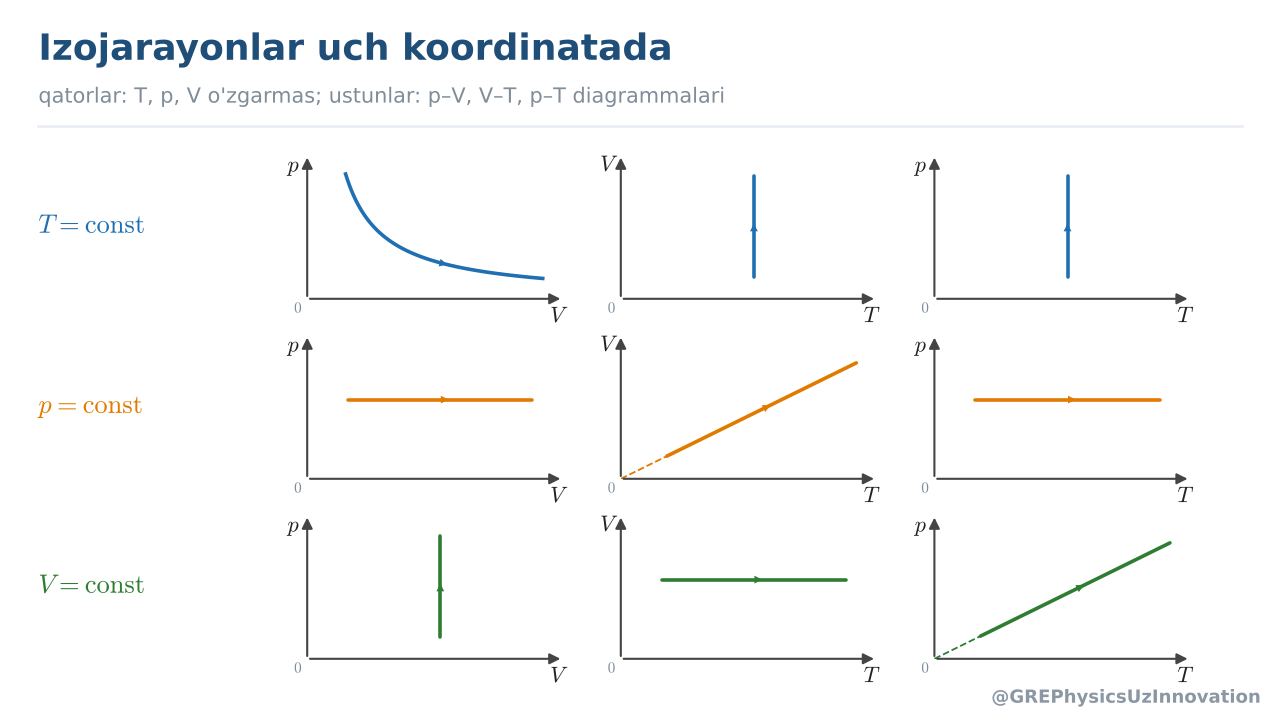 Izojarayonlar uch koordinatada
qatorlar: T, p, V o'zgarmas; ustunlar: p–V, V–T, p–T diagrammalari
T = const
p
0
V
V
0
T
p
0
T
p = const
p
0
V
V
0
T
p
0
T
V = const
p
0
V
V
0
T
p
0
T
@GREPhysicsUzInnovation